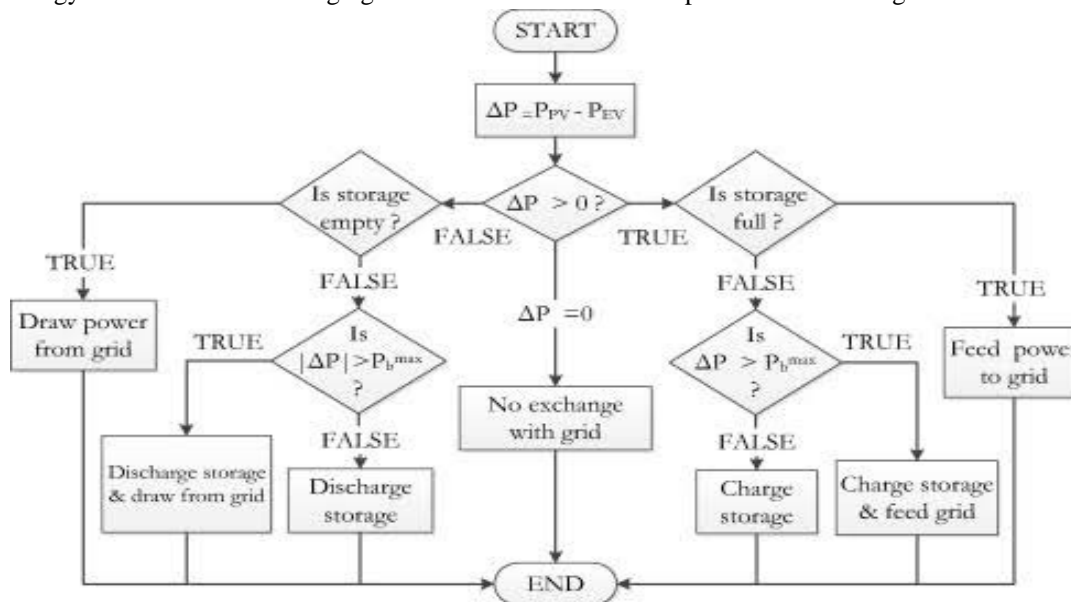 START
ΔP =PPV - PEV
Is storage
empty ?
ΔP > 0 ?
Is storage
full ?
FALSE
TRUE
TRUE
FALSE
FALSE
TRUE
Draw power
from grid
TRUE
Is
|ΔP| >Pbmax
?
ΔP =0
Is
ΔP > Pbmax
?
TRUE
Feed power
to grid
No exchange
with grid
FALSE
FALSE
Discharge storage
& draw from grid
Discharge
storage
Charge
storage
Charge storage
& feed grid
END